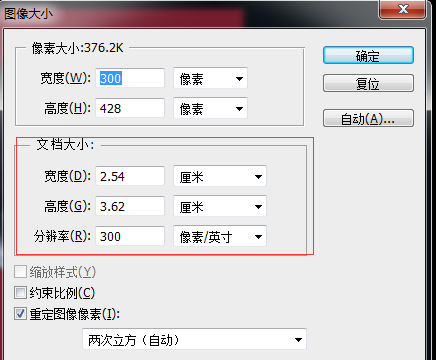 图像大小
像素大小:376.2K
宽度(W): 300 像素
高度(H): 428 像素
确定
复位
自动(A)...
文档大小:
宽度(D): 2.54 厘米
高度(G): 3.62 厘米
分辨率(R): 300 像素/英寸
缩放样式(Y)
约束比例(C)
重定图像像素(I):
两次立方（自动）